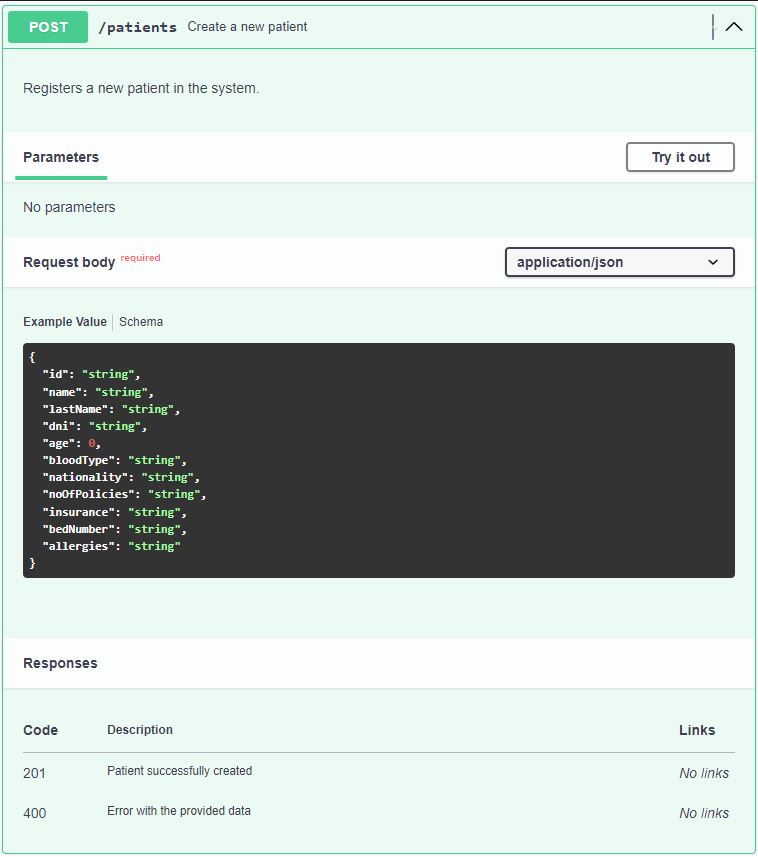 POST /patients Create a new patient
Registers a new patient in the system.
Parameters Try it out
No parameters
Request body required application/json
Example Value Schema
{
"id": "string",
"name": "string",
"lastName": "string",
"dni": "string",
"age": 0,
"bloodType": "string",
"nationality": "string",
"noOfPolicies": "string",
"insurance": "string",
"bedNumber": "string",
"allergies": "string"
}
Responses
Code Description Links
201 Patient successfully created No links
400 Error with the provided data No links